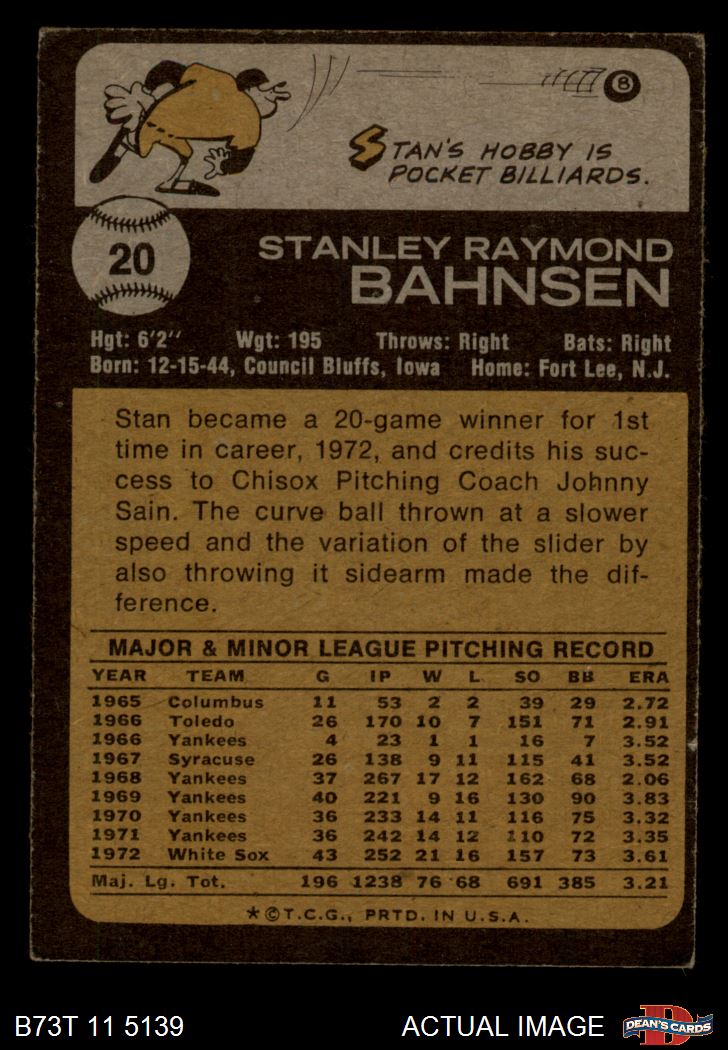 8
STAN'S HOBBY IS
POCKET BILLIARDS.
20
STANLEY RAYMOND
BAHNSEN
Hgt: 6'2" Wgt: 195 Throws: Right Bats: Right
Born: 12-15-44, Council Bluffs, Iowa Home: Fort Lee, N.J.
Stan became a 20-game winner for 1st
time in career, 1972, and credits his suc-
cess to Chisox Pitching Coach Johnny
Sain. The curve ball thrown at a slower
speed and the variation of the slider by
also throwing it sidearm made the dif-
ference.
MAJOR & MINOR LEAGUE PITCHING RECORD
YEAR TEAM G IP W L SO BB ERA
1965 Columbus 11 53 2 2 39 29 2.72
1966 Toledo 26 170 10 7 151 71 2.91
1966 Yankees 4 23 1 1 16 7 3.52
1967 Syracuse 26 138 9 11 115 41 3.52
1968 Yankees 37 267 17 12 162 68 2.06
1969 Yankees 40 221 9 16 130 90 3.83
1970 Yankees 36 233 14 11 116 75 3.32
1971 Yankees 36 242 14 12 110 72 3.35
1972 White Sox 43 252 21 16 157 73 3.61
Maj. Lg. Tot. 196 1238 76 68 691 385 3.21
*©T.C.G., PRTD. IN U.S.A.
B73T 11 5139 ACTUAL IMAGE
D
DEAN'S CARDS